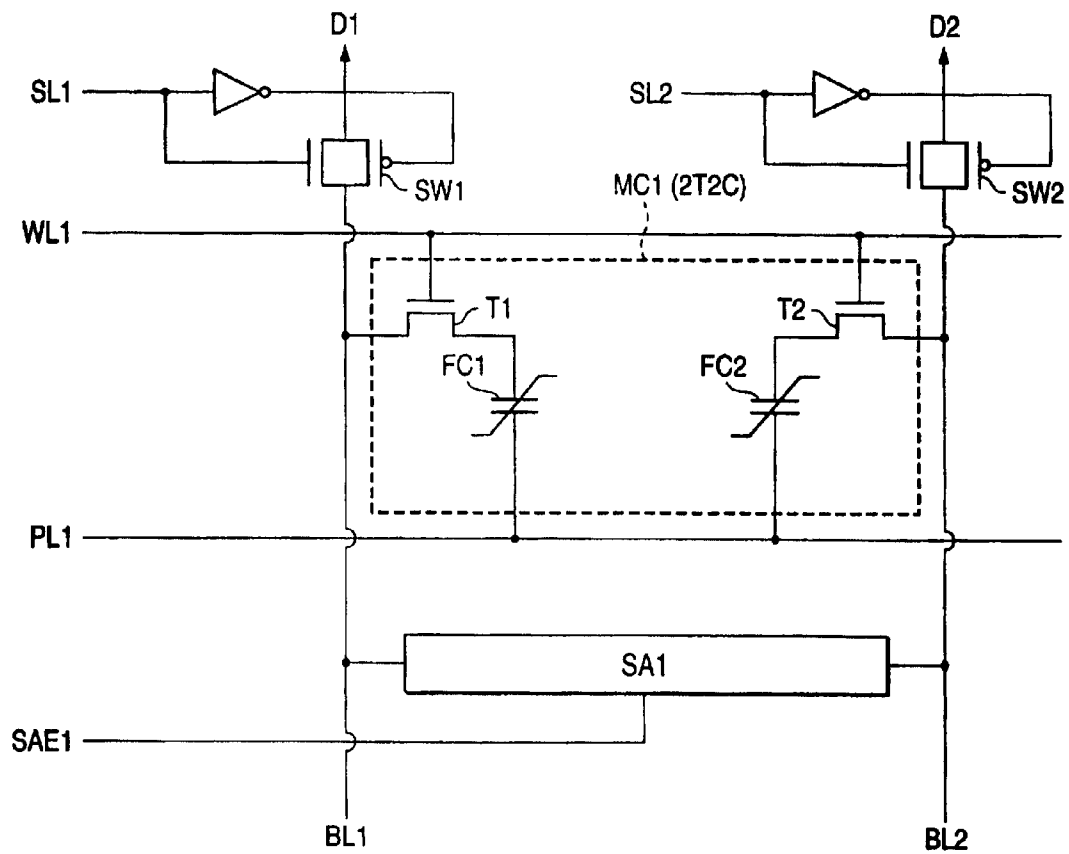 D1
D2
SL1
SL2
SW1
MC1 (2T2C)
SW2
WL1
T1
T2
FC1
FC2
PL1
SA1
SAE1
BL1
BL2